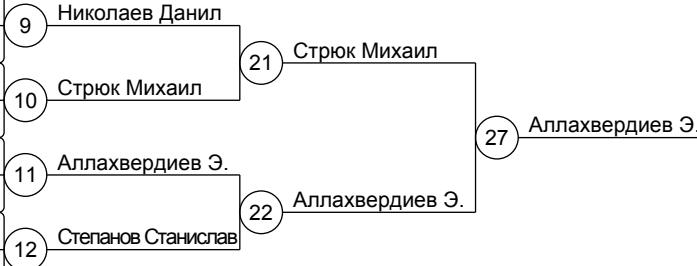 9 Николаев Данил
21 Стрюк Михаил
10 Стрюк Михаил
27 Аллахвердиев Э.
11 Аллахвердиев Э.
22 Аллахвердиев Э.
12 Степанов Станислав